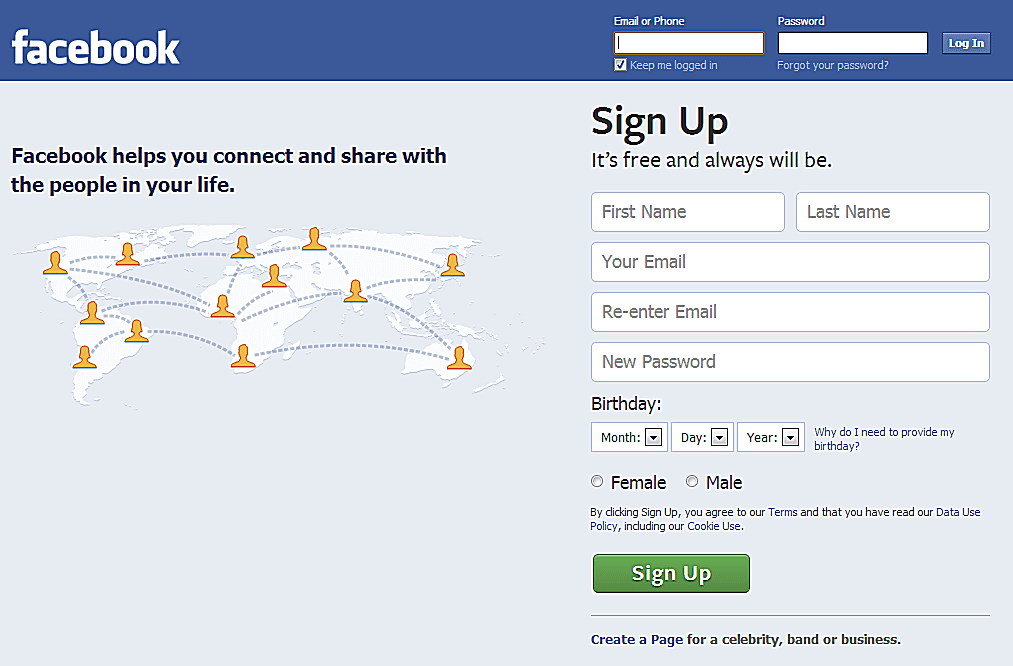 facebook
Email or Phone
Password
Log In
Keep me logged in
Forgot your password?
Facebook helps you connect and share with
the people in your life.
Sign Up
It's free and always will be.
First Name
Last Name
Your Email
Re-enter Email
New Password
Birthday:
Month:
Day:
Year:
Why do I need to provide my
birthday?
Female
Male
By clicking Sign Up, you agree to our Terms and that you have read our Data Use
Policy, including our Cookie Use.
Sign Up
Create a Page for a celebrity, band or business.